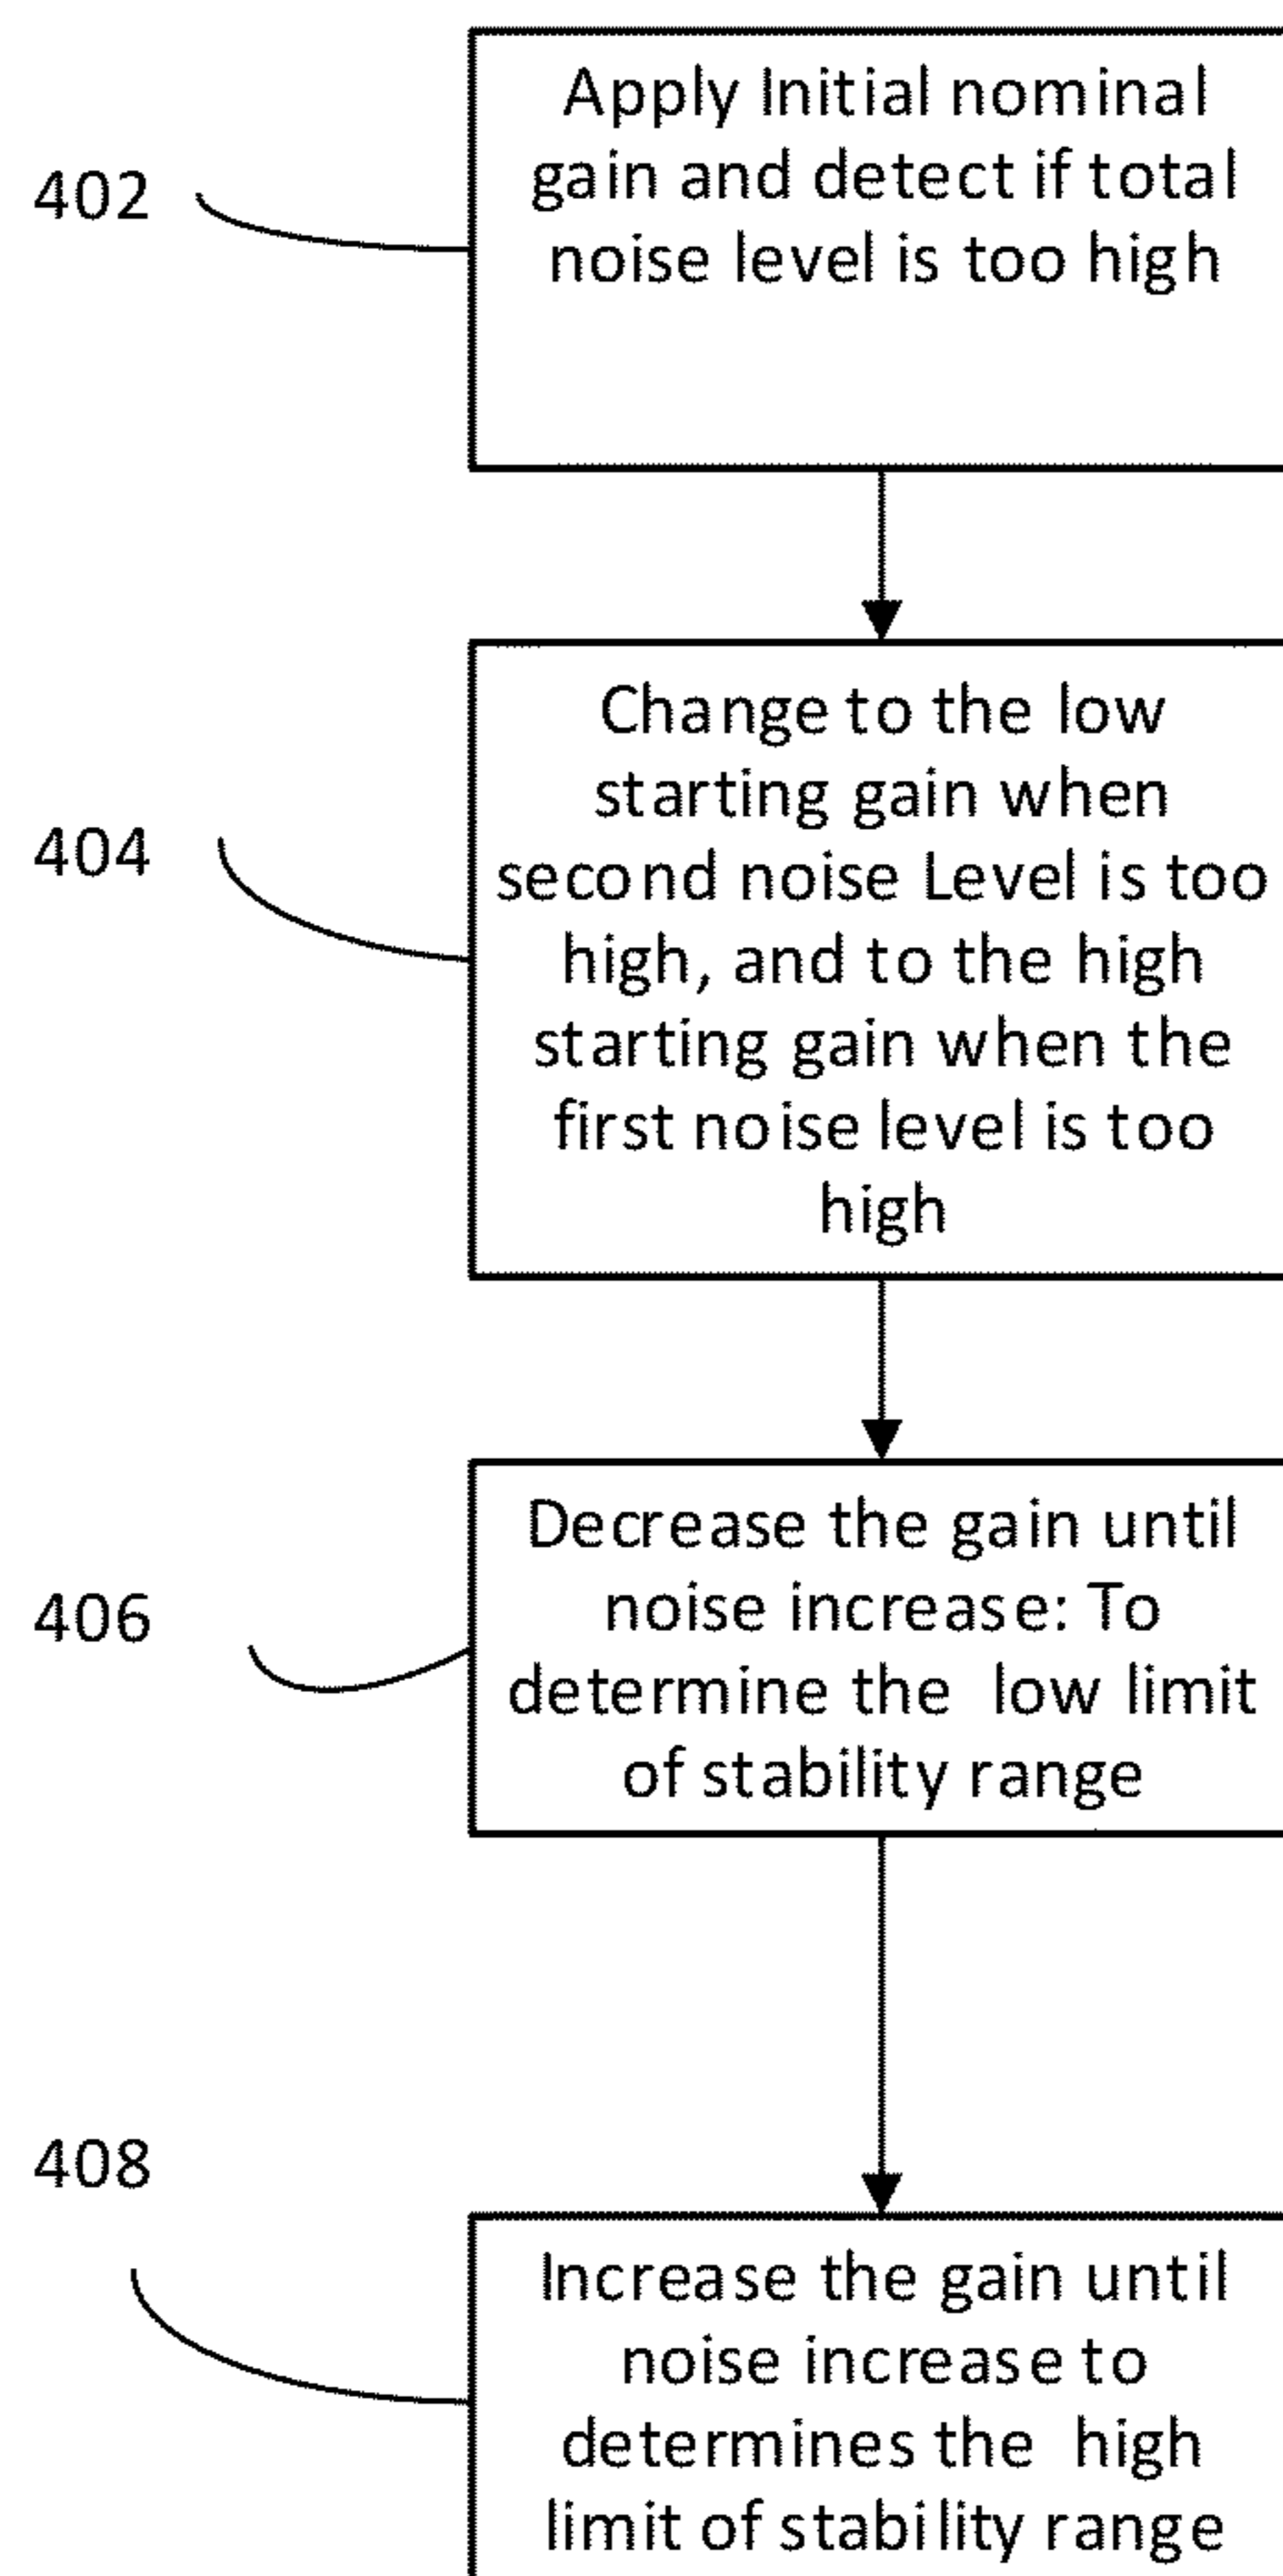 402
Apply Initial nominal
gain and detect if total
noise level is too high
404
Change to the low
starting gain when
second noise Level is too
high, and to the high
starting gain when the
first noise level is too
high
406
Decrease the gain until
noise increase: To
determine the low limit
of stability range
408
Increase the gain until
noise increase to
determines the high
limit of stability range